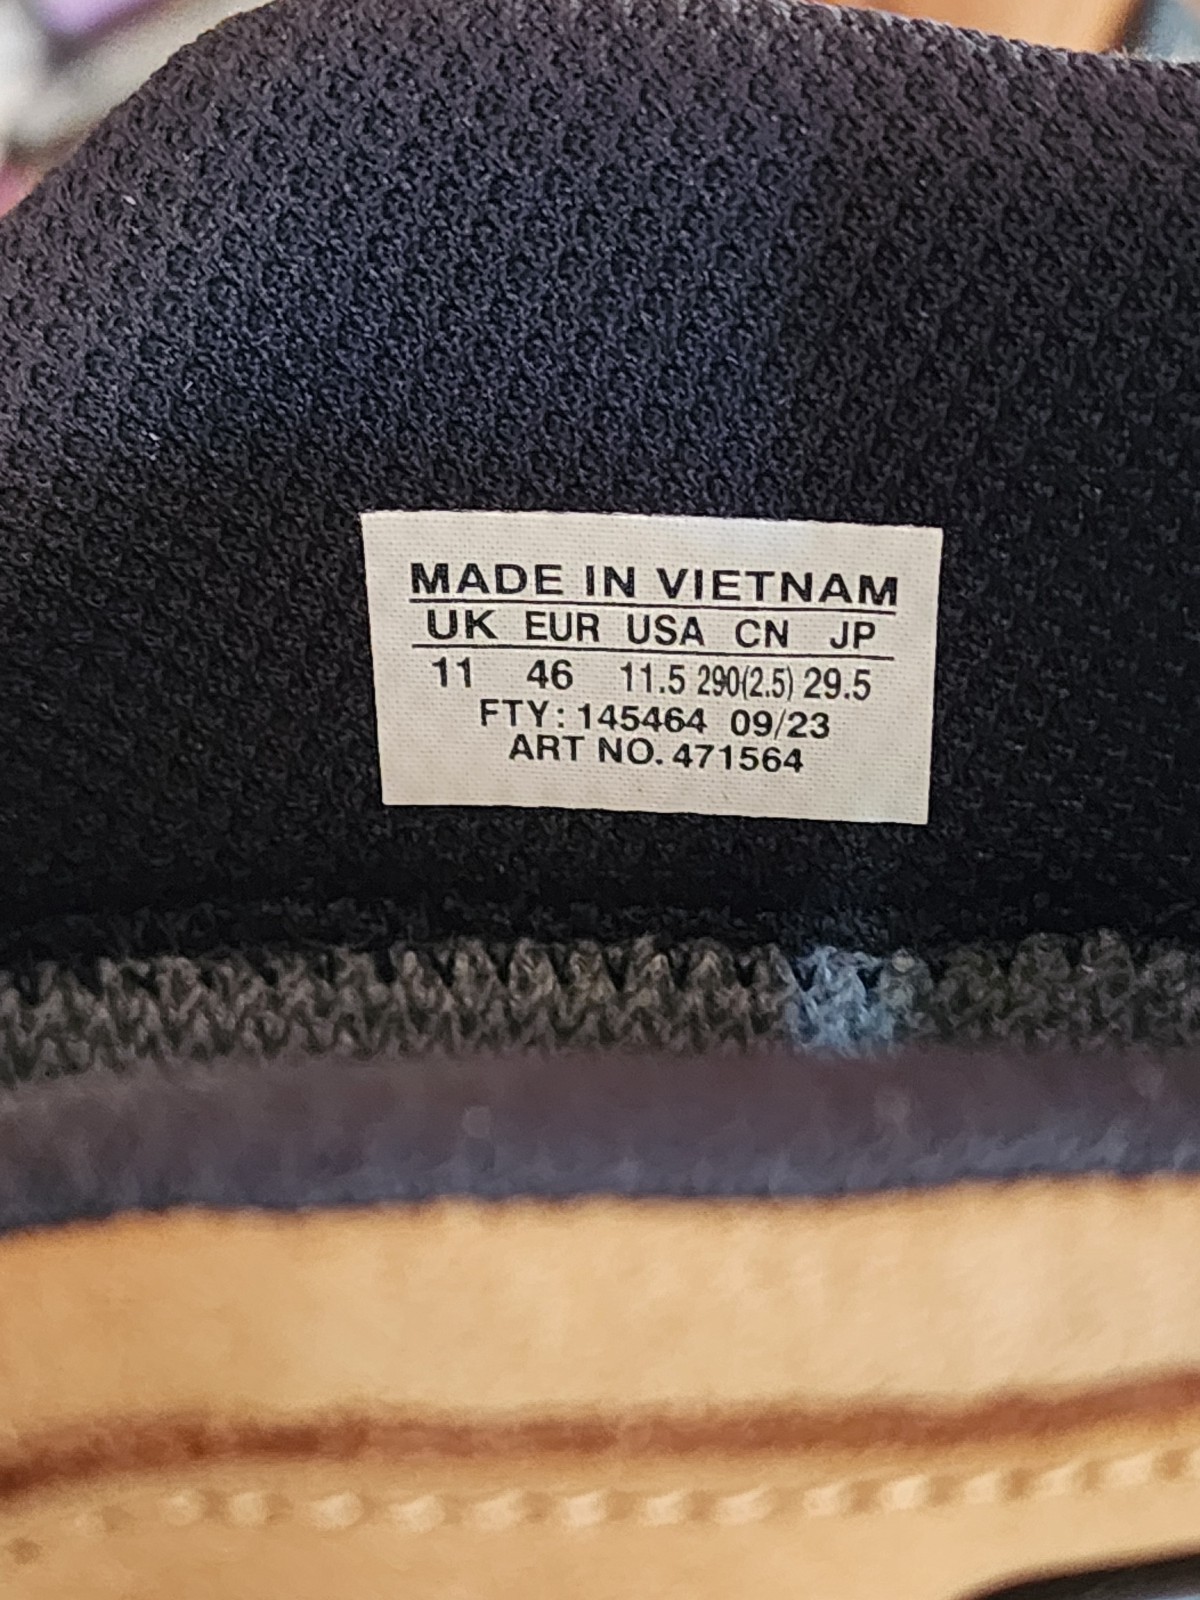 MADE IN VIETNAM
UK EUR USA CN JP
11 46 11.5 290(2.5) 29.5
FTY: 145464 09/23
ART NO. 471564